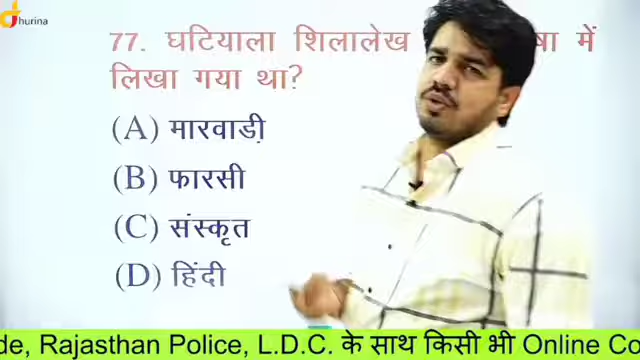 hurina
77. घटियाला शिलालेख षा में
लिखा गया था?
(A) मारवाडी़
(B) फारसी
(C) संस्कृत
(D) हिंदी
de, Rajasthan Police, L.D.C. के साथ किसी भी Online Co